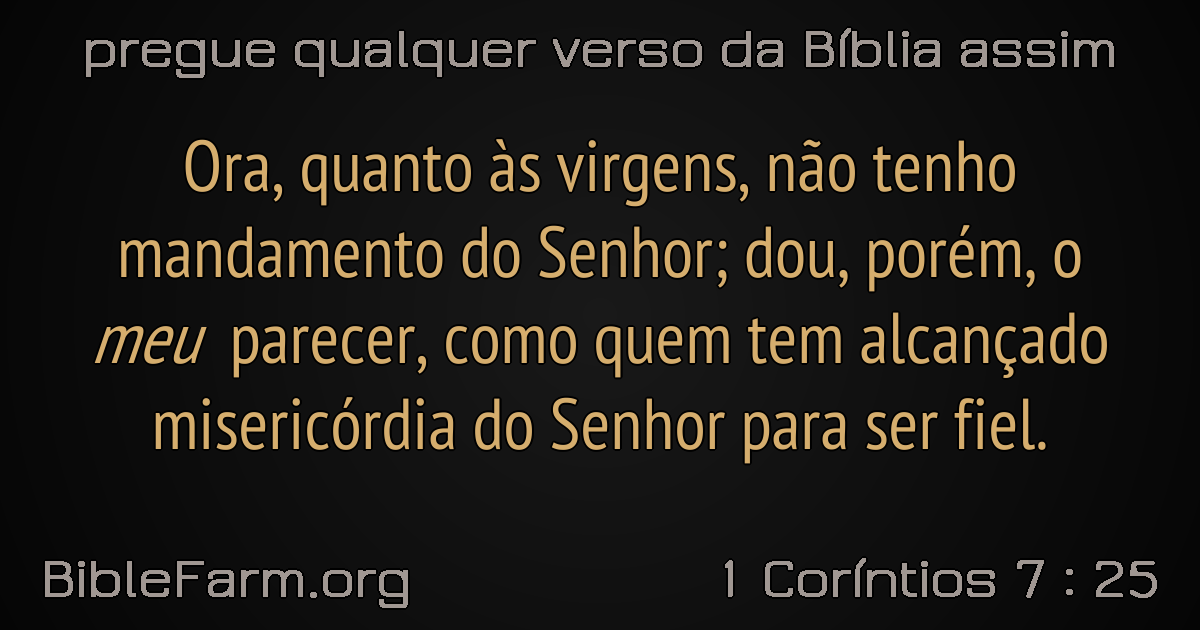 pregue qualquer verso da Bíblia assim
Ora, quanto às virgens, não tenho
mandamento do Senhor; dou, porém, o
meu parecer, como quem tem alcançado
misericórdia do Senhor para ser fiel.
BibleFarm.org
1 Coríntios 7 : 25